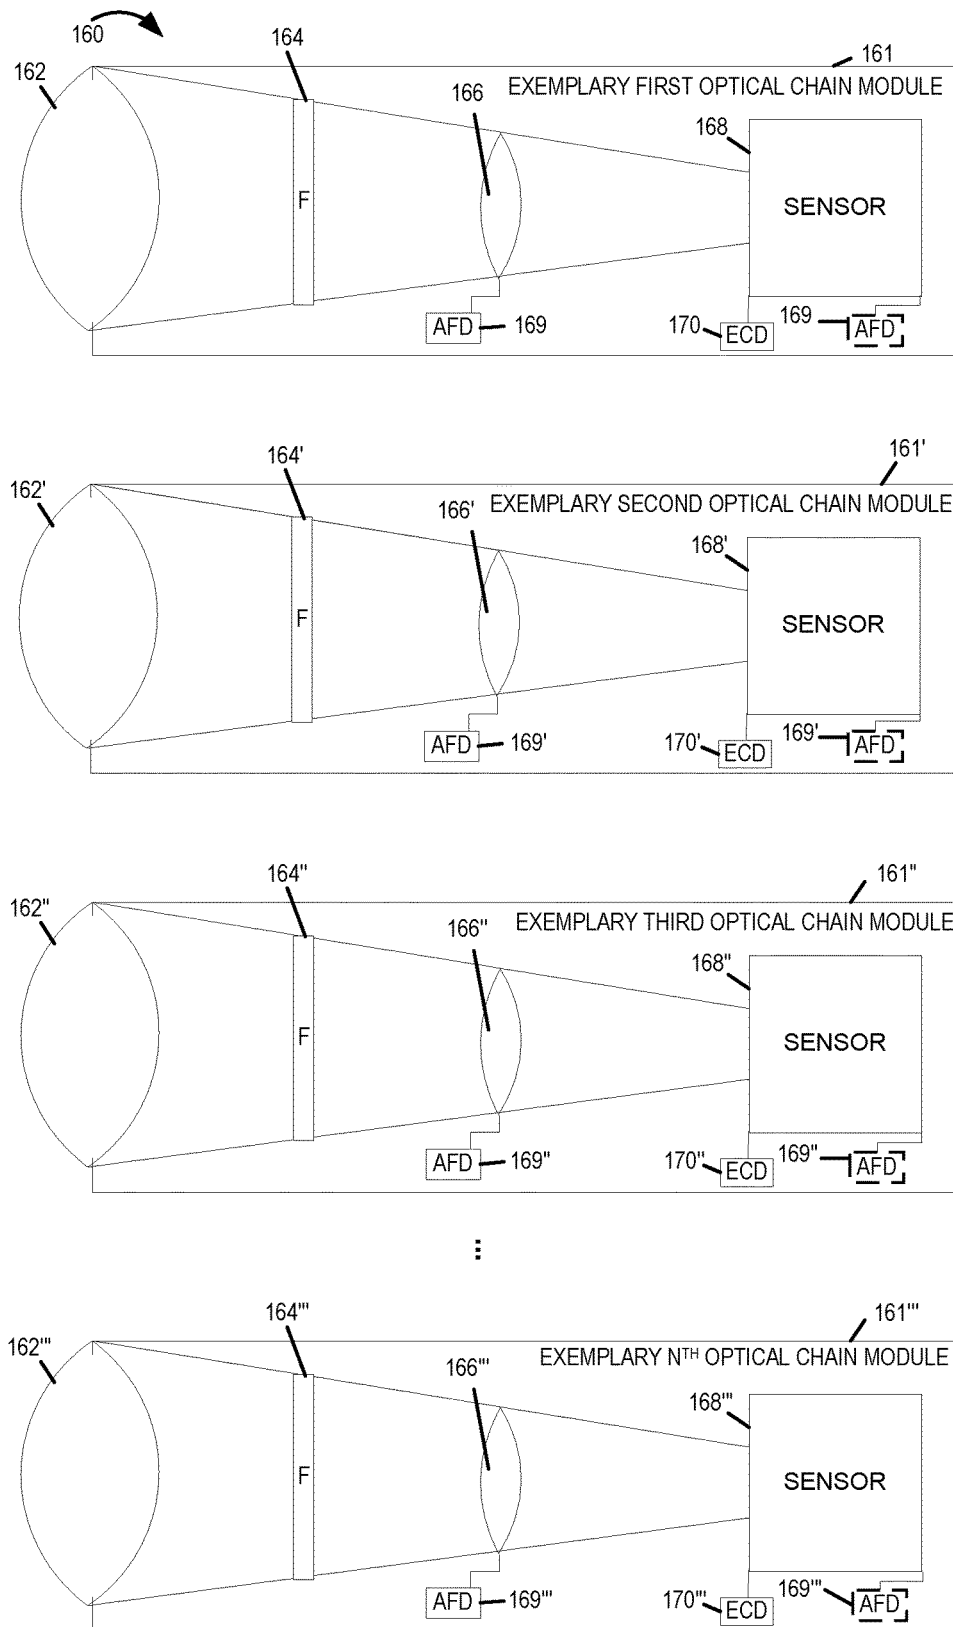 160
162
164
161
EXEMPLARY FIRST OPTICAL CHAIN MODULE
166
168
F
SENSOR
AFD
169
170
ECD
169
AFD
162'
164'
161'
EXEMPLARY SECOND OPTICAL CHAIN MODULE
166'
168'
F
SENSOR
AFD
169'
170'
ECD
169'
AFD
162"
164"
161"
EXEMPLARY THIRD OPTICAL CHAIN MODULE
166"
168"
F
SENSOR
AFD
169"
170"
ECD
169"
AFD
...
162'''
164'''
161'''
EXEMPLARY NTH OPTICAL CHAIN MODULE
166'''
168'''
F
SENSOR
AFD
169'''
170'''
ECD
169'''
AFD